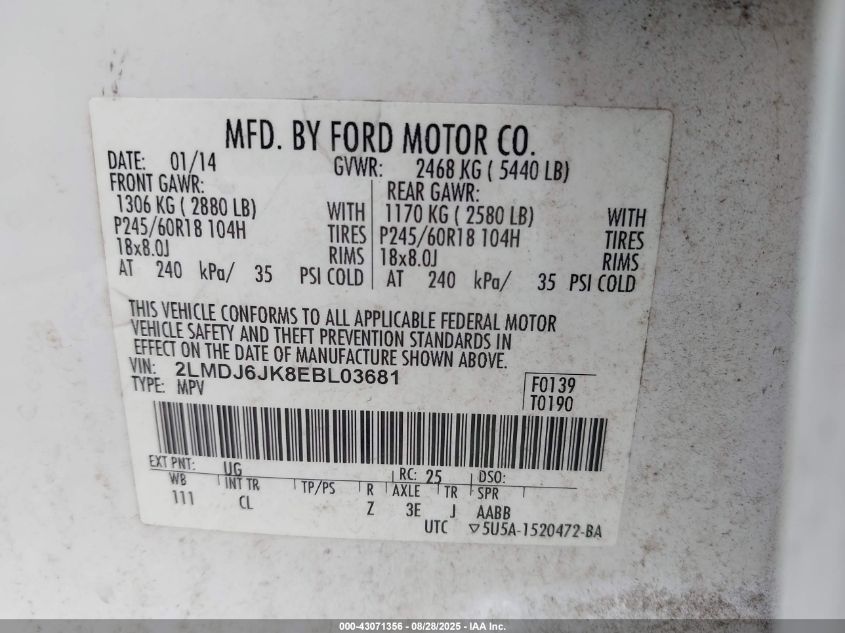 MFD. BY FORD MOTOR CO.
DATE: 01/14 GVWR: 2468 KG ( 5440 LB)
FRONT GAWR: REAR GAWR:
1306 KG ( 2880 LB) WITH 1170 KG ( 2580 LB) WITH
P245/60R18 104H TIRES P245/60R18 104H TIRES
18x8.0J RIMS 18x8.0J RIMS
AT 240 kPa/ 35 PSI COLD AT 240 kPa/ 35 PSI COLD
THIS VEHICLE CONFORMS TO ALL APPLICABLE FEDERAL MOTOR
VEHICLE SAFETY AND THEFT PREVENTION STANDARDS IN
EFFECT ON THE DATE OF MANUFACTURE SHOWN ABOVE.
VIN: 2LMDJ6JK8EBL03681 F0139
TYPE: MPV T0190
EXT PNT: UG RC: 25 DSO:
WB INT TR TP/PS R AXLE TR SPR
111 CL Z 3E J AABB
UTC ▽5U5A-1520472-BA
000-43071356 - 08/28/2025 - IAA Inc.